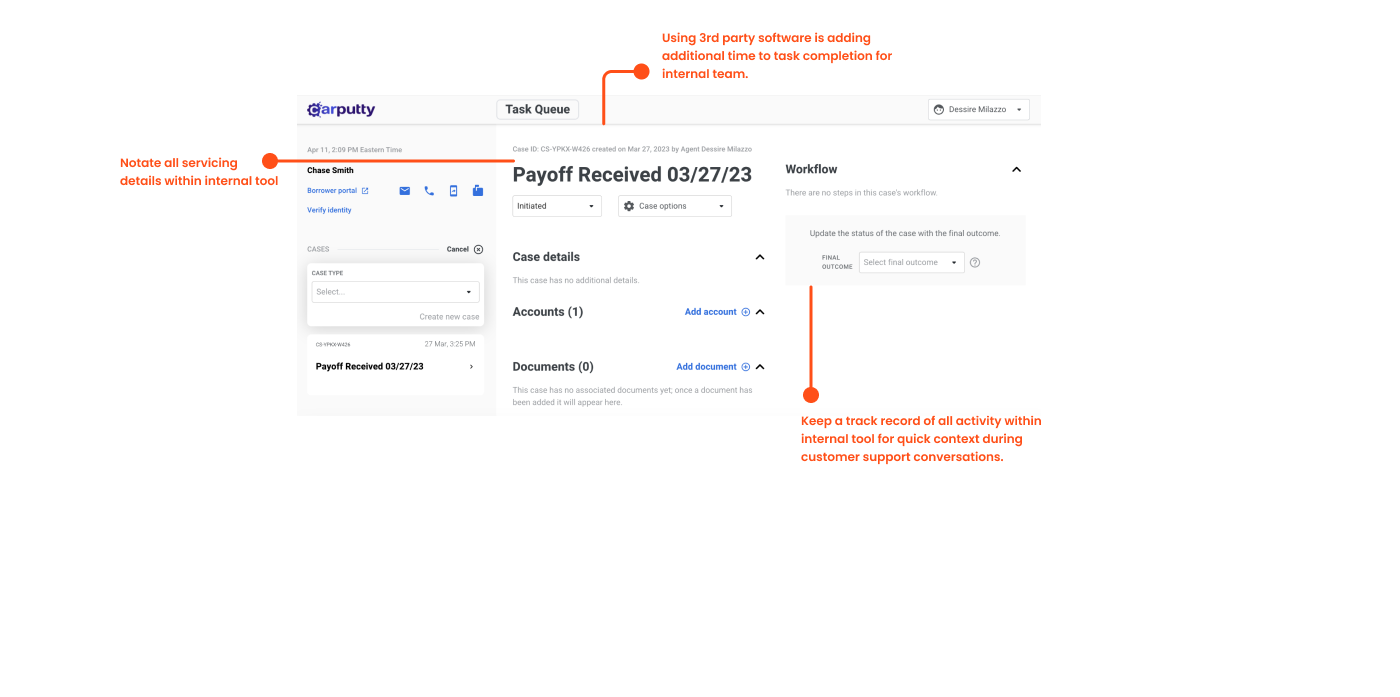 Using 3rd party software is adding
additional time to task completion for
internal team.
Carputty
Task Queue
Dessire Milazzo
Notate all servicing
details within internal tool
Apr 11, 2:09 PM Eastern Time
Chase Smith
Borrower portal
Verify identity
CASES
Cancel
CASE TYPE
Select...
Create new case
CS-YPKX-W426
27 Mar, 3:25 PM
Payoff Received 03/27/23
Case ID: CS-YPKX-W426 created on Mar 27, 2023 by Agent Dessire Milazzo
Payoff Received 03/27/23
Initiated
Case options
Case details
This case has no additional details.
Accounts (1)
Add account
Documents (0)
Add document
This case has no associated documents yet; once a document has
been added it will appear here.
Workflow
There are no steps in this case's workflow.
Update the status of the case with the final outcome.
FINAL
OUTCOME
Select final outcome
Keep a track record of all activity within
internal tool for quick context during
customer support conversations.